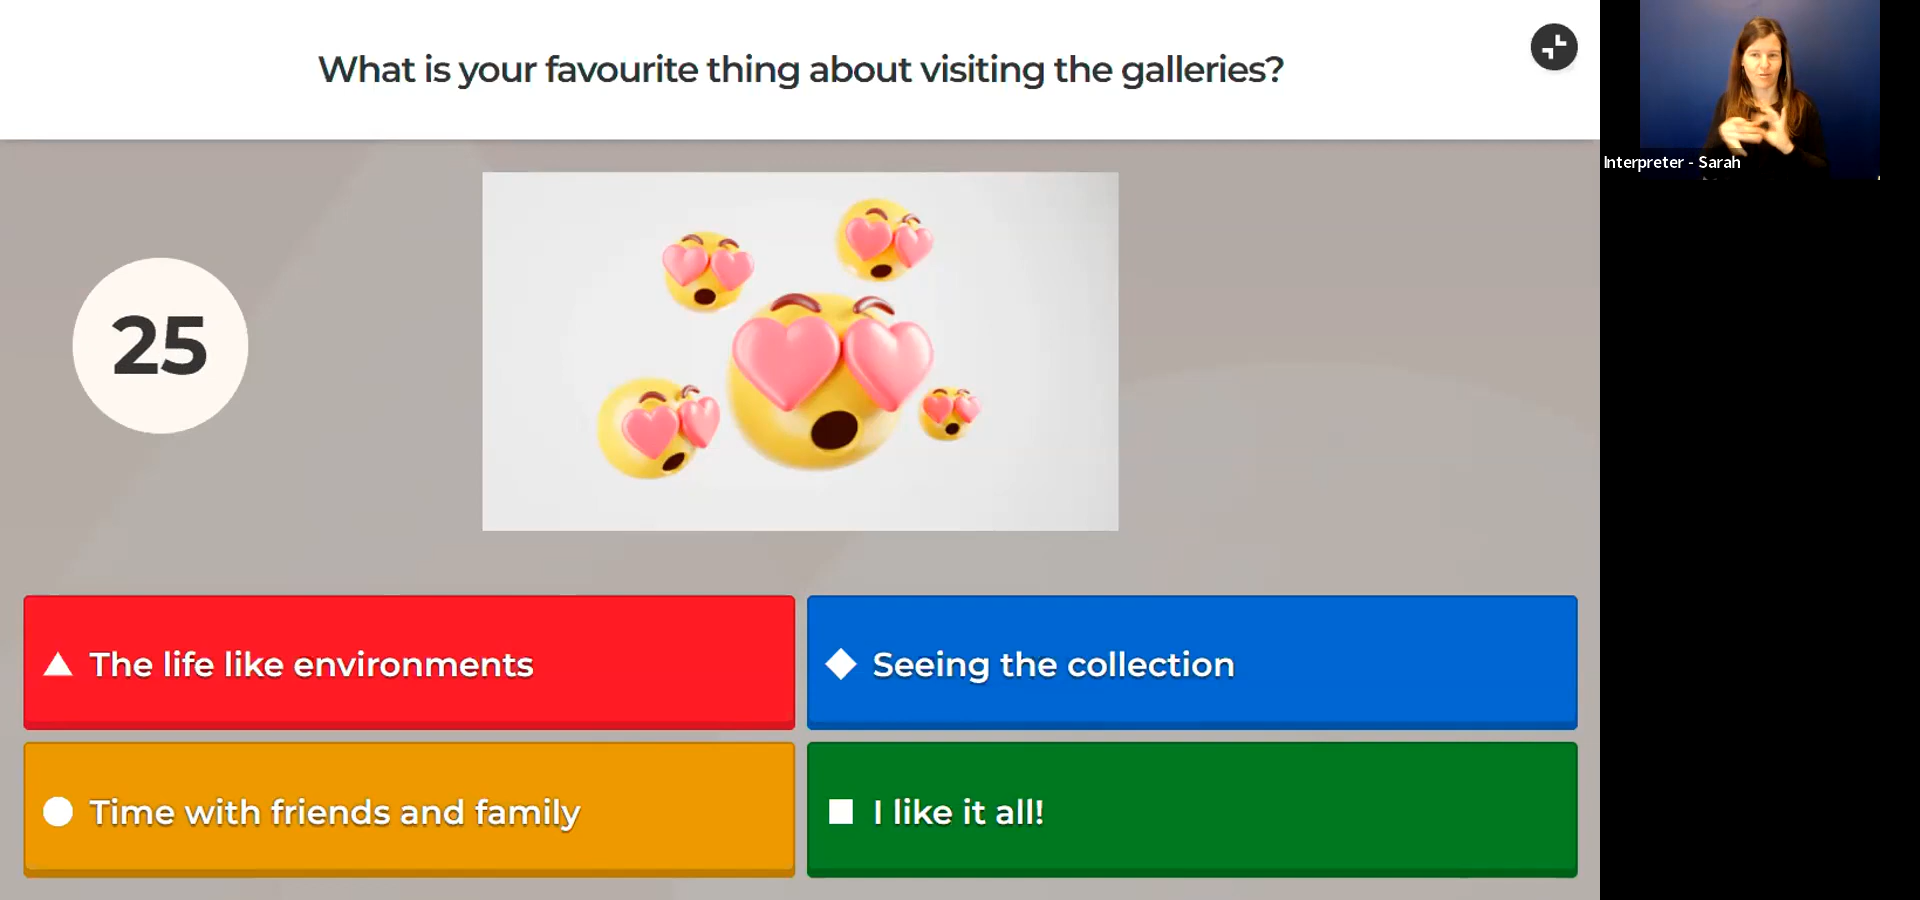 What is your favourite thing about visiting the galleries?
Interpreter - Sarah
25
The life like environments
Seeing the collection
Time with friends and family
I like it all!